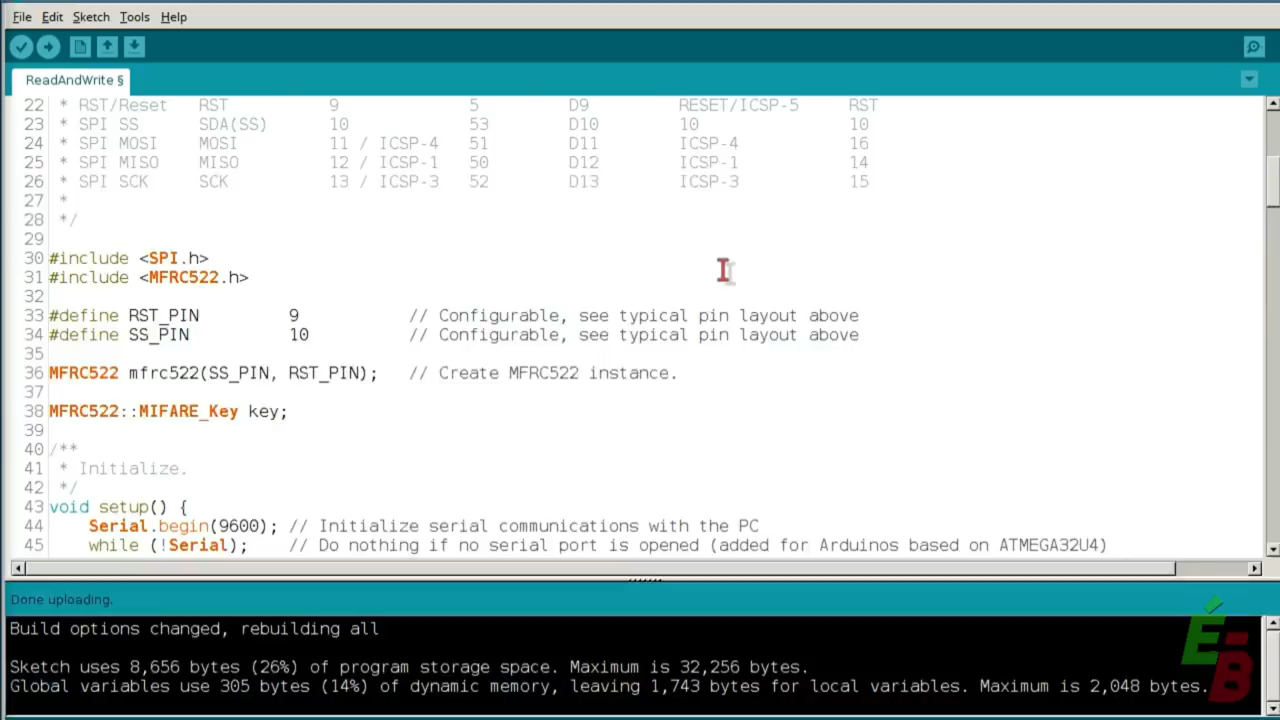 File Edit Sketch Tools Help
ReadAndWrite §
22 * RST/Reset RST 9 5 D9 RESET/ICSP-5 RST
23 * SPI SS SDA(SS) 10 53 D10 10 10
24 * SPI MOSI MOSI 11 / ICSP-4 51 D11 ICSP-4 16
25 * SPI MISO MISO 12 / ICSP-1 50 D12 ICSP-1 14
26 * SPI SCK SCK 13 / ICSP-3 52 D13 ICSP-3 15
27 *
28 */
29
30 #include <SPI.h>
31 #include <MFRC522.h>
32
33 #define RST_PIN 9 // Configurable, see typical pin layout above
34 #define SS_PIN 10 // Configurable, see typical pin layout above
35
36 MFRC522 mfrc522(SS_PIN, RST_PIN); // Create MFRC522 instance.
37
38 MFRC522::MIFARE_Key key;
39
40 /**
41 * Initialize.
42 */
43 void setup() {
44 Serial.begin(9600); // Initialize serial communications with the PC
45 while (!Serial); // Do nothing if no serial port is opened (added for Arduinos based on ATMEGA32U4)
Done uploading.
Build options changed, rebuilding all
Sketch uses 8,656 bytes (26%) of program storage space. Maximum is 32,256 bytes.
Global variables use 305 bytes (14%) of dynamic memory, leaving 1,743 bytes for local variables. Maximum is 2,048 bytes.
E-B